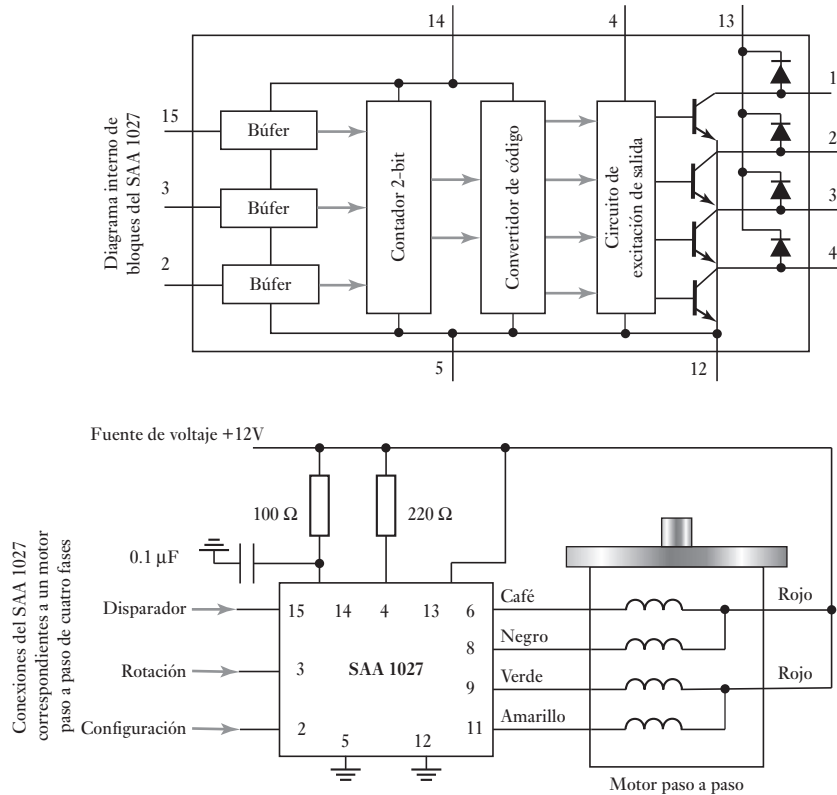 14
4
13
Diagrama interno de
bloques del SAA 1027
15
3
2
Búfer
Búfer
Búfer
Contador 2-bit
Convertidor de código
Circuito de
excitación de salida
1
2
3
4
5
12
Fuente de voltaje +12V
Conexiones del SAA 1027
correspondientes a un motor
paso a paso de cuatro fases
100 Ω
220 Ω
0.1 µF
Disparador
Rotación
Configuración
15
14
4
13
6
3
SAA 1027
8
9
2
5
12
11
Café
Negro
Verde
Amarillo
Rojo
Rojo
Motor paso a paso